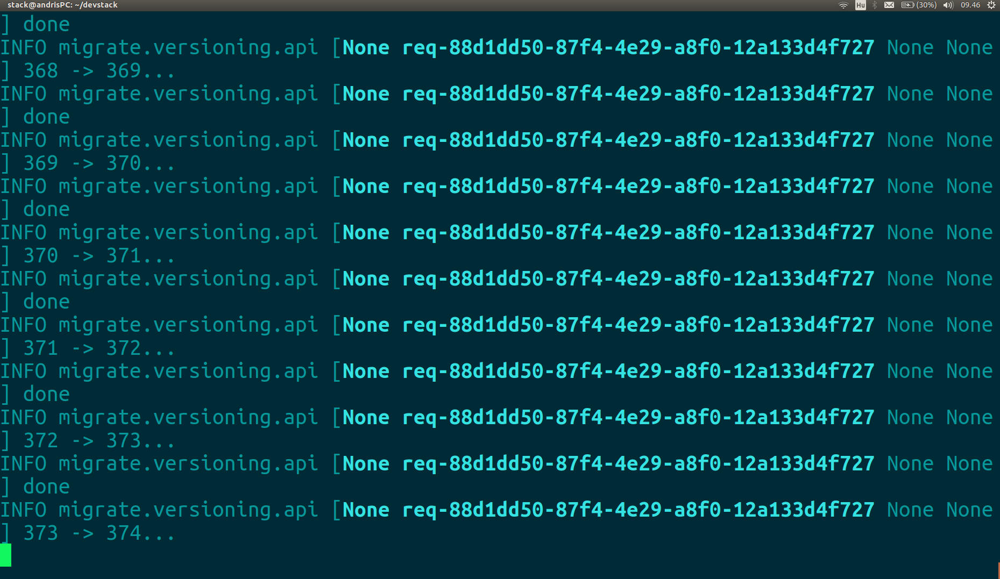 stack@andrisPC: ~/devstack Hu (30%) 09.46
] done
INFO migrate.versioning.api [None req-88d1dd50-87f4-4e29-a8f0-12a133d4f727 None None
] 368 -> 369...
INFO migrate.versioning.api [None req-88d1dd50-87f4-4e29-a8f0-12a133d4f727 None None
] done
INFO migrate.versioning.api [None req-88d1dd50-87f4-4e29-a8f0-12a133d4f727 None None
] 369 -> 370...
INFO migrate.versioning.api [None req-88d1dd50-87f4-4e29-a8f0-12a133d4f727 None None
] done
INFO migrate.versioning.api [None req-88d1dd50-87f4-4e29-a8f0-12a133d4f727 None None
] 370 -> 371...
INFO migrate.versioning.api [None req-88d1dd50-87f4-4e29-a8f0-12a133d4f727 None None
] done
INFO migrate.versioning.api [None req-88d1dd50-87f4-4e29-a8f0-12a133d4f727 None None
] 371 -> 372...
INFO migrate.versioning.api [None req-88d1dd50-87f4-4e29-a8f0-12a133d4f727 None None
] done
INFO migrate.versioning.api [None req-88d1dd50-87f4-4e29-a8f0-12a133d4f727 None None
] 372 -> 373...
INFO migrate.versioning.api [None req-88d1dd50-87f4-4e29-a8f0-12a133d4f727 None None
] done
INFO migrate.versioning.api [None req-88d1dd50-87f4-4e29-a8f0-12a133d4f727 None None
] 373 -> 374...